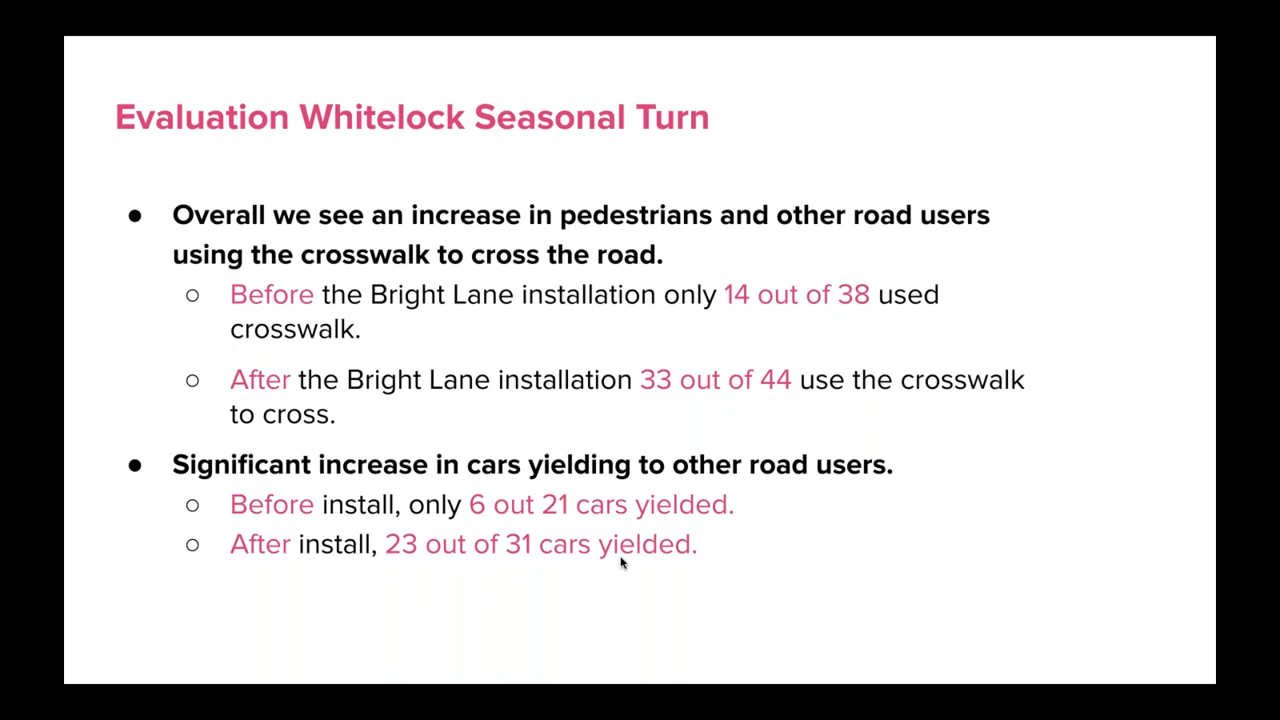 Evaluation Whitelock Seasonal Turn
● Overall we see an increase in pedestrians and other road users
using the crosswalk to cross the road.
○ Before the Bright Lane installation only 14 out of 38 used
crosswalk.
○ After the Bright Lane installation 33 out of 44 use the crosswalk
to cross.
● Significant increase in cars yielding to other road users.
○ Before install, only 6 out 21 cars yielded.
○ After install, 23 out of 31 cars yielded.